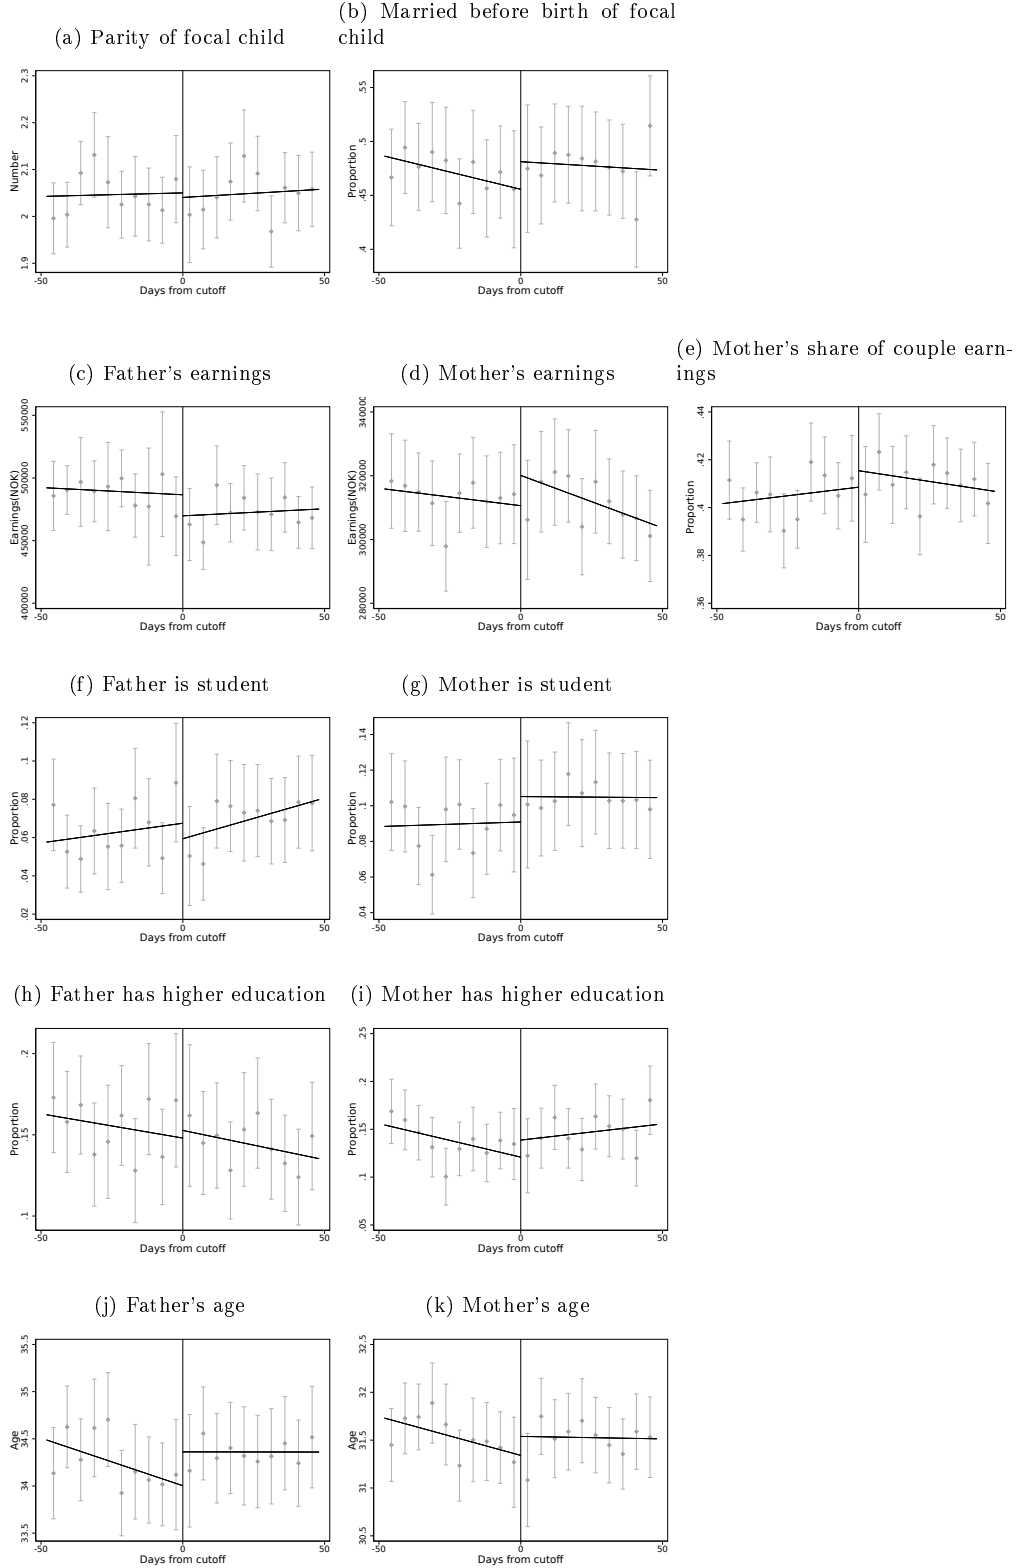 (a) Parity of focal child
(b) Married before birth of focal
child
Number
1.9
2
2.1
2.2
2.3
-50
0
50
Days from cutoff
Proportion
.4
.45
.5
.55
-50
0
50
Days from cutoff
(c) Father's earnings
(d) Mother's earnings
(e) Mother's share of couple earn-
ings
Earnings(NOK)
400000
450000
500000
550000
-50
0
50
Days from cutoff
Earnings(NOK)
280000
300000
320000
340000
-50
0
50
Days from cutoff
Proportion
.36
.38
.4
.42
.44
-50
0
50
Days from cutoff
(f) Father is student
(g) Mother is student
Proportion
.02
.04
.06
.08
.1
.12
-50
0
50
Days from cutoff
Proportion
.04
.06
.08
.1
.12
.14
-50
0
50
Days from cutoff
(h) Father has higher education
(i) Mother has higher education
Proportion
.1
.15
.2
-50
0
50
Days from cutoff
Proportion
.05
.1
.15
.2
.25
-50
0
50
Days from cutoff
(j) Father's age
(k) Mother's age
Age
33.5
34
34.5
35
35.5
-50
0
50
Days from cutoff
Age
30.5
31
31.5
32
32.5
-50
0
50
Days from cutoff